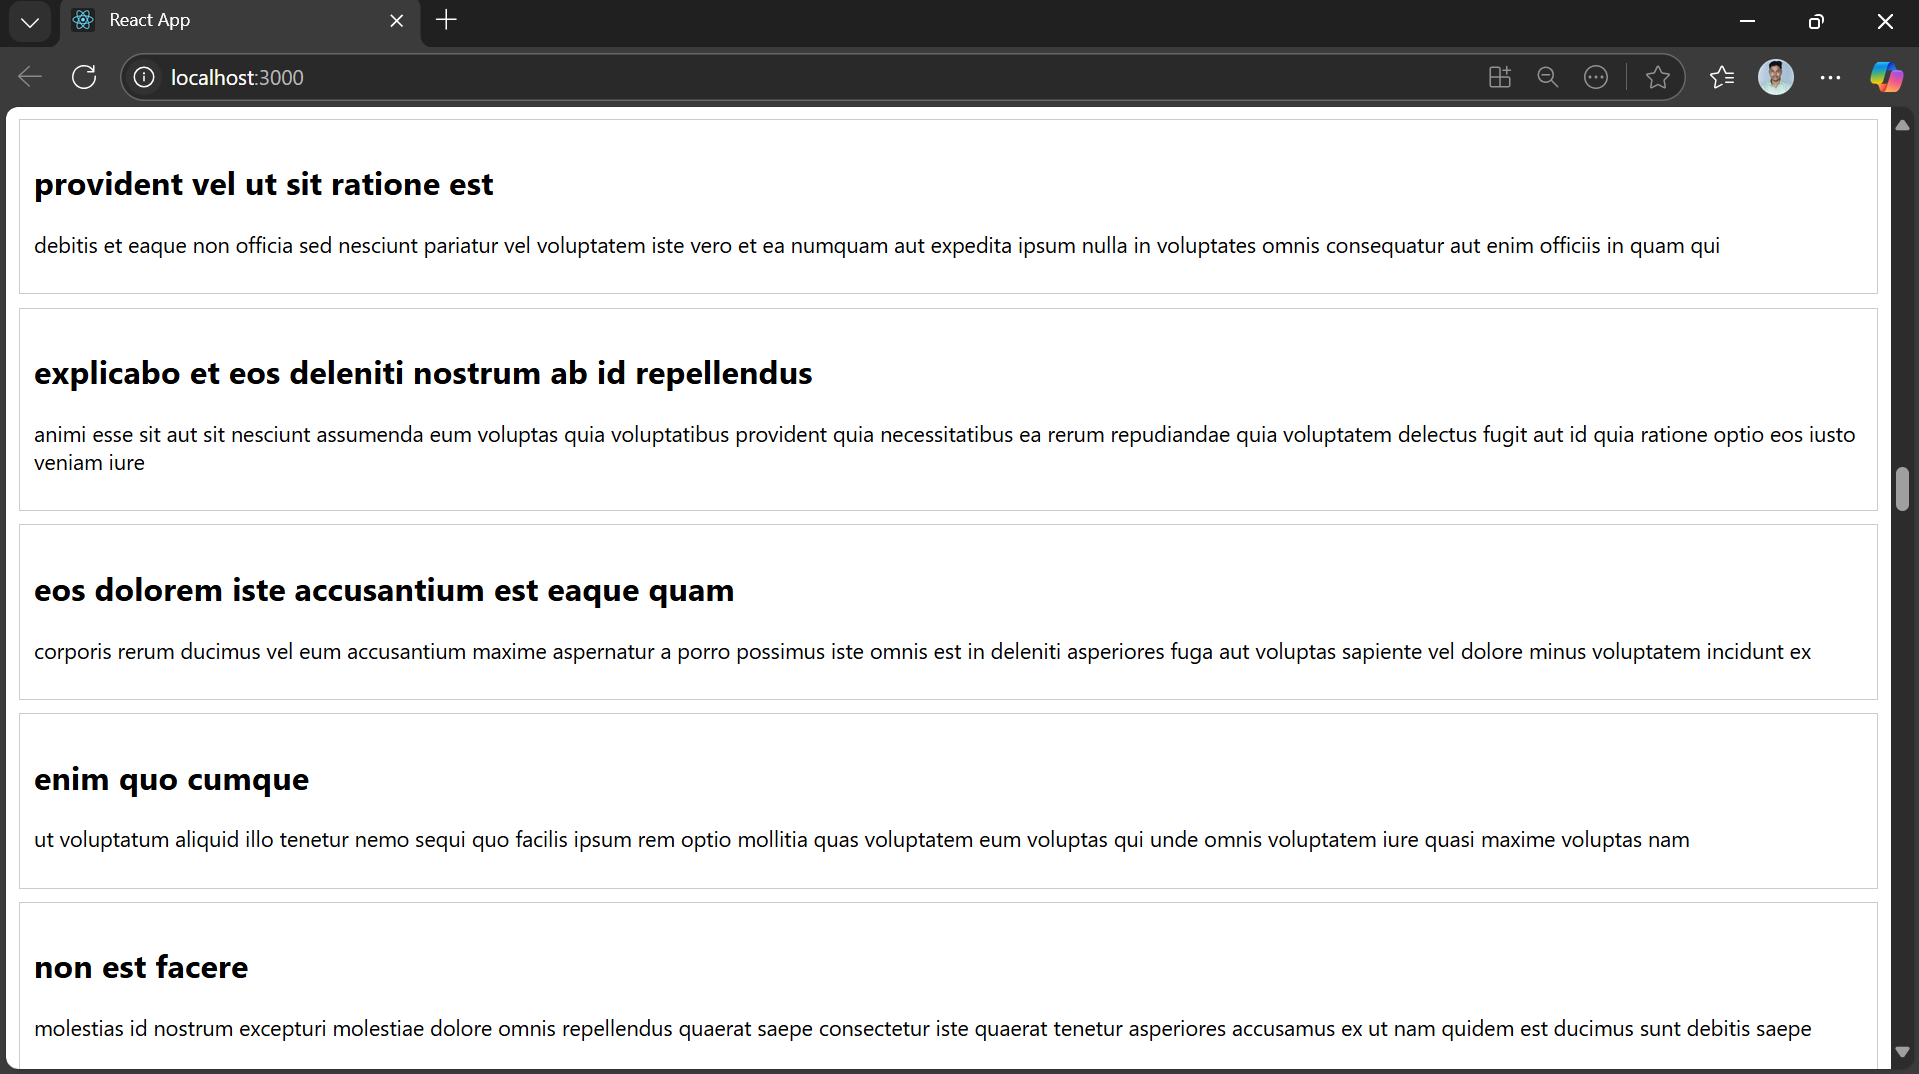 React App
localhost:3000
provident vel ut sit ratione est
debitis et eaque non officia sed nesciunt pariatur vel voluptatem iste vero et ea numquam aut expedita ipsum nulla in voluptates omnis consequatur aut enim officiis in quam qui
explicabo et eos deleniti nostrum ab id repellendus
animi esse sit aut sit nesciunt assumenda eum voluptas quia voluptatibus provident quia necessitatibus ea rerum repudiandae quia voluptatem delectus fugit aut id quia ratione optio eos iusto
veniam iure
eos dolorem iste accusantium est eaque quam
corporis rerum ducimus vel eum accusantium maxime aspernatur a porro possimus iste omnis est in deleniti asperiores fuga aut voluptas sapiente vel dolore minus voluptatem incidunt ex
enim quo cumque
ut voluptatum aliquid illo tenetur nemo sequi quo facilis ipsum rem optio mollitia quas voluptatem eum voluptas qui unde omnis voluptatem iure quasi maxime voluptas nam
non est facere
molestias id nostrum excepturi molestiae dolore omnis repellendus quaerat saepe consectetur iste quaerat tenetur asperiores accusamus ex ut nam quidem est ducimus sunt debitis saepe